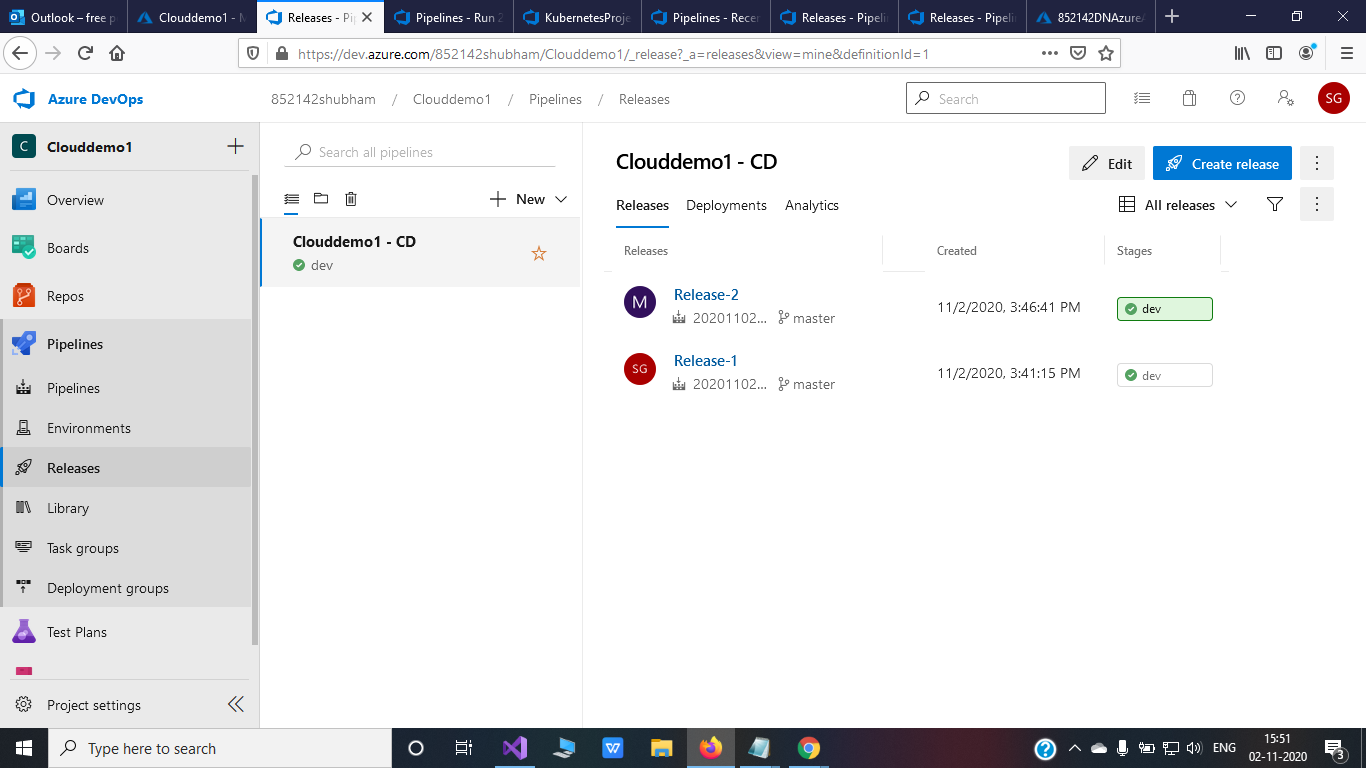 Outlook – free p
Clouddemo1 - M
Releases - Pip
Pipelines - Run 2
KubernetesProje
Pipelines - Recen
Releases - Pipelin
Releases - Pipelin
852142DNAzureA
https://dev.azure.com/852142shubham/Clouddemo1/_release?_a=releases&view=mine&definitionId=1
Azure DevOps
852142shubham / Clouddemo1 / Pipelines / Releases
Search
SG
C Clouddemo1
Overview
Boards
Repos
Pipelines
Pipelines
Environments
Releases
Library
Task groups
Deployment groups
Test Plans
Project settings
Search all pipelines
New
Clouddemo1 - CD
dev
Clouddemo1 - CD
Edit
Create release
Releases Deployments Analytics
All releases
Releases Created Stages
M Release-2 11/2/2020, 3:46:41 PM dev
20201102... master
SG Release-1 11/2/2020, 3:41:15 PM dev
20201102... master
Type here to search
ENG
15:51
02-11-2020
3